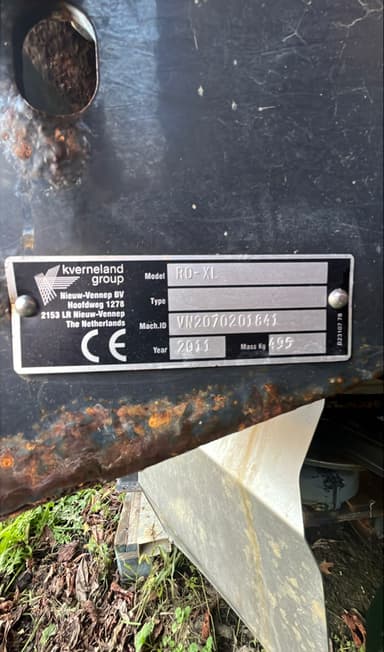 kverneland
group
Nieuw-Vennep BV
Hoofdweg 1278
2153 LR Nieuw-Vennep
The Netherlands
CE
Model RO-XL
Type
Mach.ID VN2070201841
Year 2011 Mass Kg 495